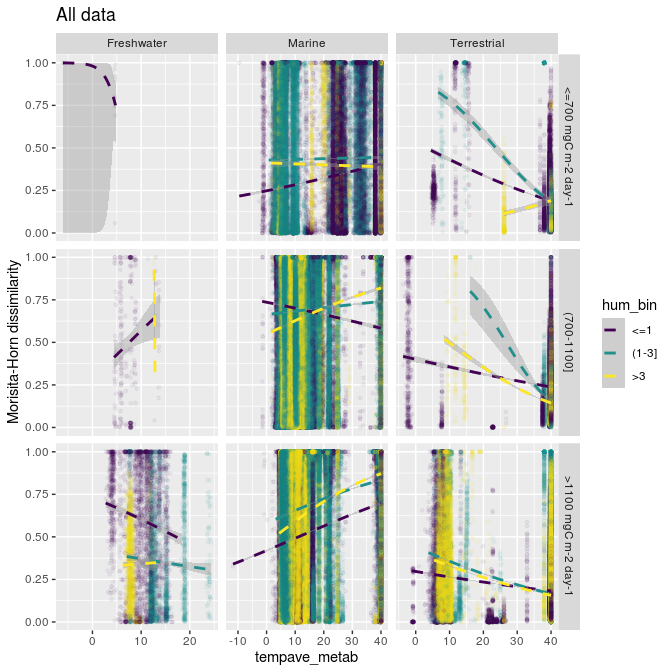 All data
Freshwater Marine Terrestrial
1.00
0.75
0.50
0.25
0.00
<=700 mgC m-2 day-1
1.00
0.75
0.50
0.25
0.00
(700-1100]
1.00
0.75
0.50
0.25
0.00
>1100 mgC m-2 day-1
Morisita-Horn dissimilarity
0 10 20 -10 0 10 20 30 40 0 10 20 30 40
tempave_metab
hum_bin
<=1
(1-3]
>3